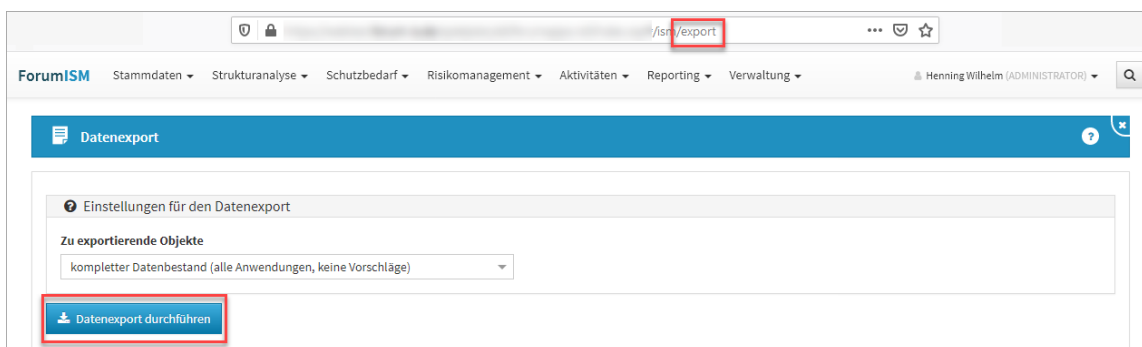 /ism/export
ForumISM Stammdaten Strukturanalyse Schutzbedarf Risikomanagement Aktivitäten Reporting Verwaltung Henning Wilhelm (ADMINISTRATOR)
Datenexport
Einstellungen für den Datenexport
Zu exportierende Objekte
kompletter Datenbestand (alle Anwendungen, keine Vorschläge)
Datenexport durchführen